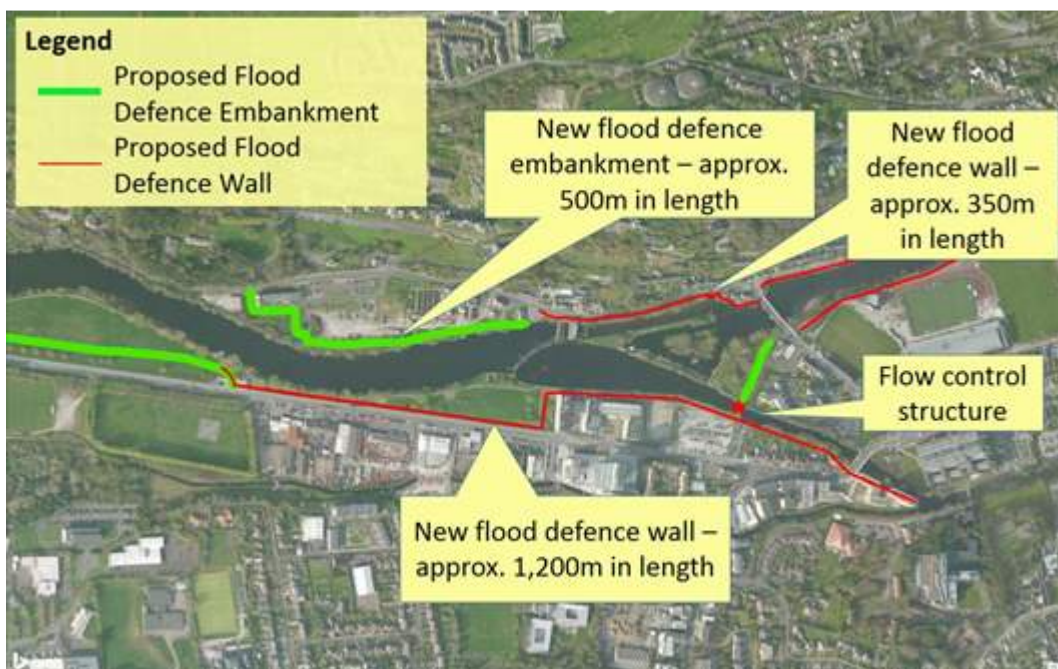 Legend
Proposed Flood
Defence Embankment
Proposed Flood
Defence Wall
New flood defence
embankment – approx.
500m in length
New flood
defence wall –
approx. 350m
in length
Flow control
structure
New flood defence wall –
approx. 1,200m in length